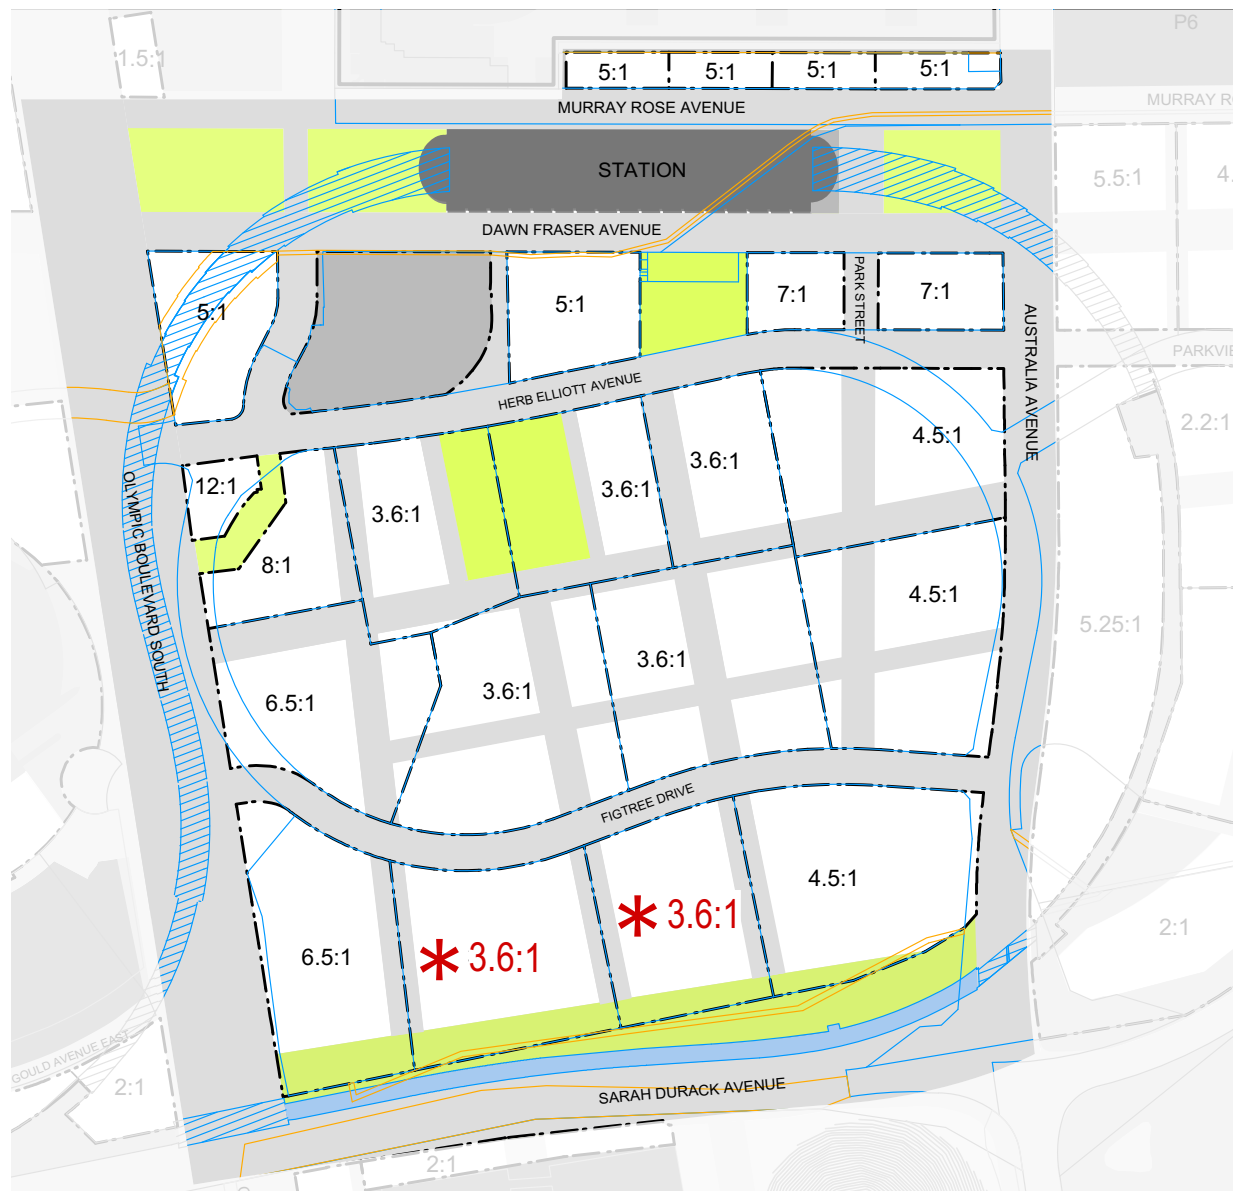 P6
1.5:1
5:1
5:1
5:1
5:1
MURRAY ROSE AVENUE
MURRAY R
STATION
5.5:1
4.
DAWN FRASER AVENUE
5:1
5:1
7:1
PARK STREET
7:1
AUSTRALIA AVENUE
PARKVIE
HERB ELLIOTT AVENUE
4.5:1
2.2:1
3.6:1
12:1
3.6:1
3.6:1
OLYMPIC BOULEVARD SOUTH
8:1
4.5:1
5.25:1
3.6:1
3.6:1
6.5:1
FIGTREE DRIVE
4.5:1
* 3.6:1
2:1
6.5:1
* 3.6:1
GOULD AVENUE EAST
2:1
SARAH DURACK AVENUE
2:1